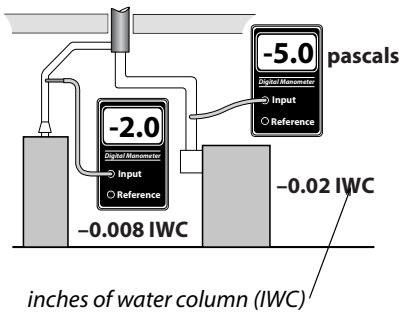 -5.0 pascals
Digital Manometer
Input
Reference
-2.0
Digital Manometer
Input
Reference
–0.02 IWC
–0.008 IWC
inches of water column (IWC)